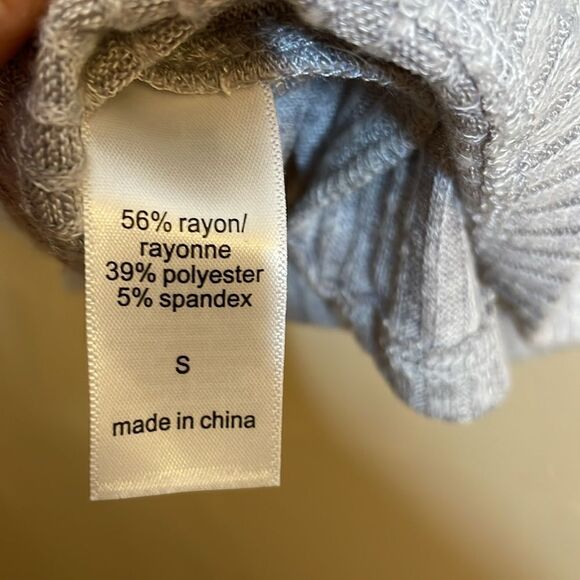 56% rayon/
rayonne
39% polyester
5% spandex
S
made in china